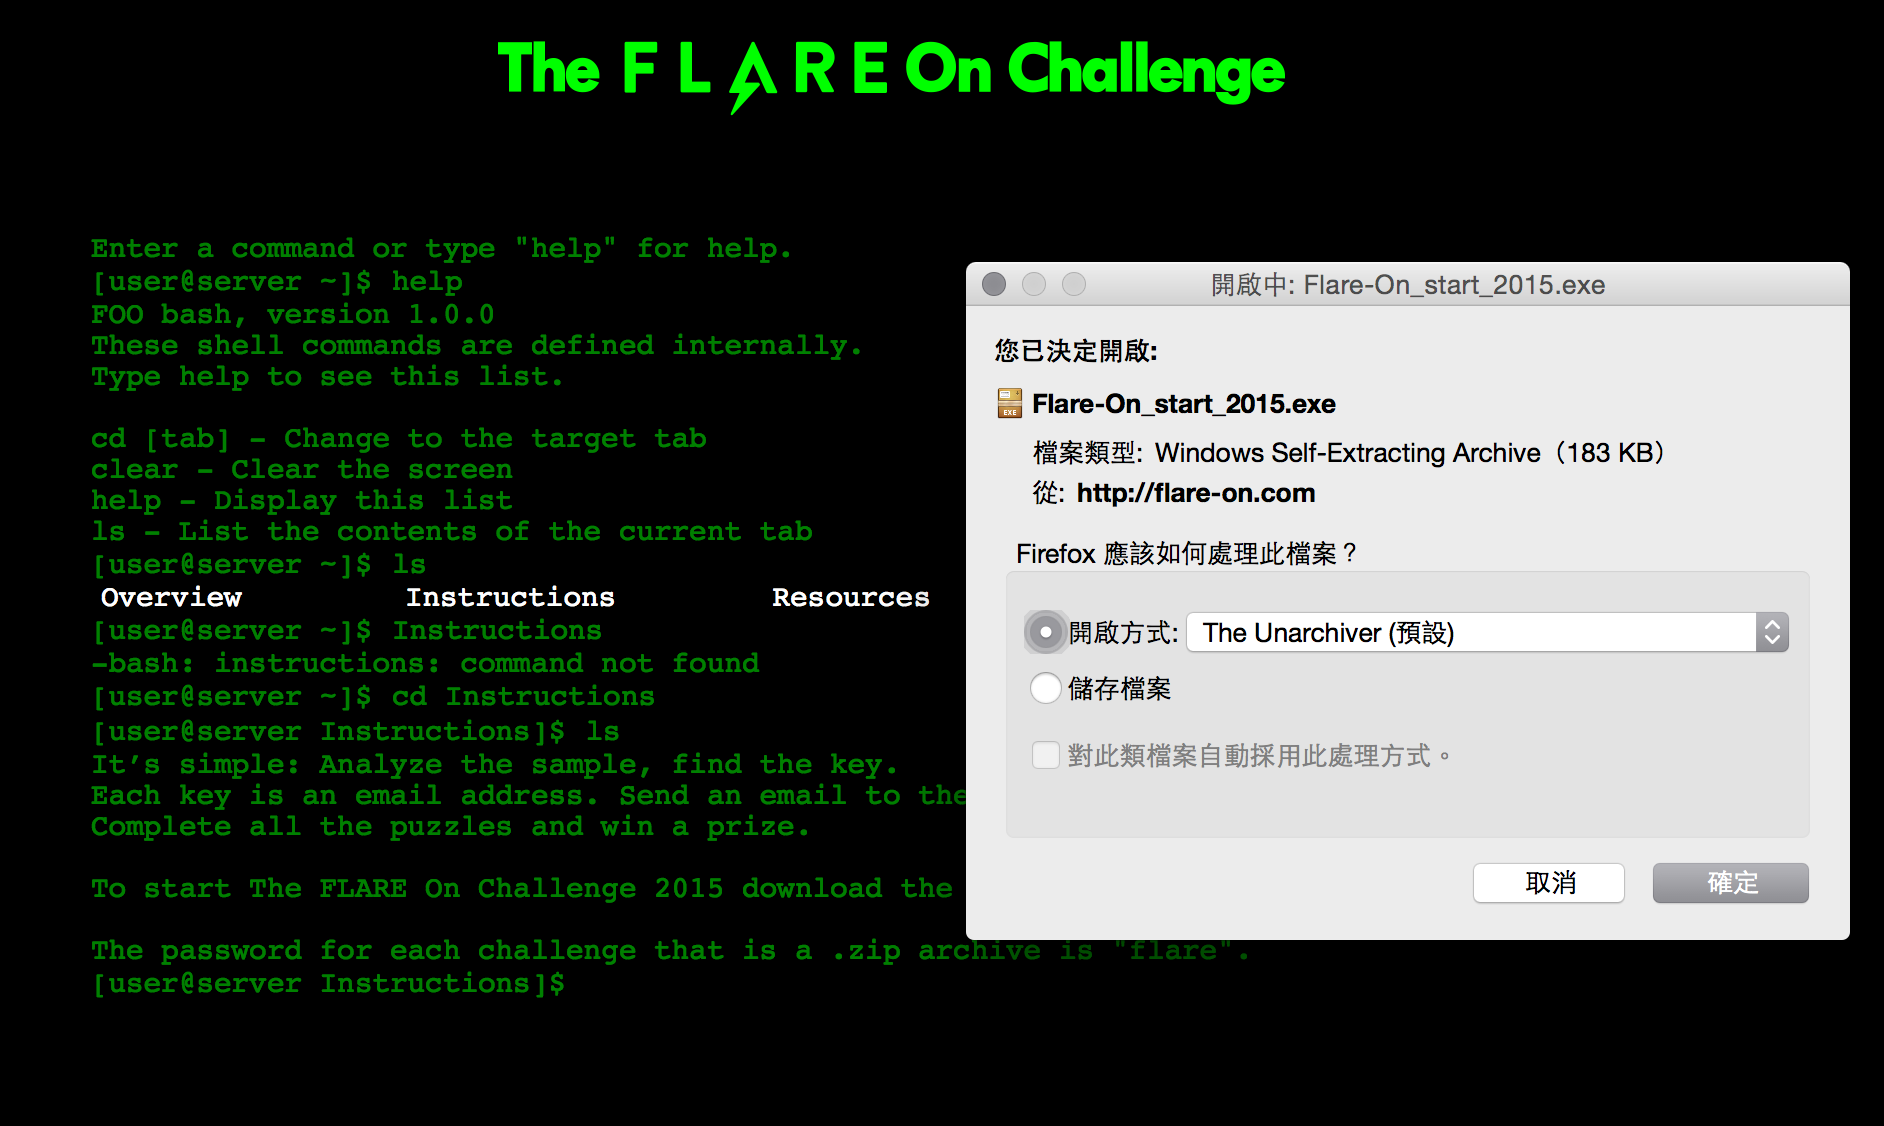 The FLARE On Challenge
Enter a command or type "help" for help.
[user@server ~]$ help
FOO bash, version 1.0.0
These shell commands are defined internally.
Type help to see this list.
cd [tab] - Change to the target tab
clear - Clear the screen
help - Display this list
ls - List the contents of the current tab
[user@server ~]$ ls
Overview Instructions Resources
[user@server ~]$ Instructions
-bash: instructions: command not found
[user@server ~]$ cd Instructions
[user@server Instructions]$ ls
It’s simple: Analyze the sample, find the key.
Each key is an email address. Send an email to the
Complete all the puzzles and win a prize.
To start The FLARE On Challenge 2015 download the
The password for each challenge that is a .zip archive is "flare".
[user@server Instructions]$
開啟中: Flare-On_start_2015.exe
您已決定開啟:
EXE
Flare-On_start_2015.exe
檔案類型: Windows Self-Extracting Archive（183 KB）
從: http://flare-on.com
Firefox 應該如何處理此檔案？
開啟方式: The Unarchiver (預設)
儲存檔案
對此類檔案自動採用此處理方式。
取消 確定